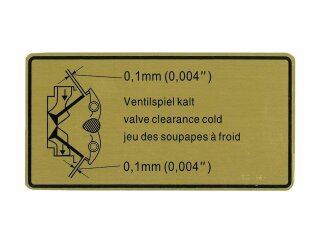 0,1mm (0,004″)
Ventilspiel kalt
valve clearance cold
jeu des soupapes à froid
0,1mm (0,004″)